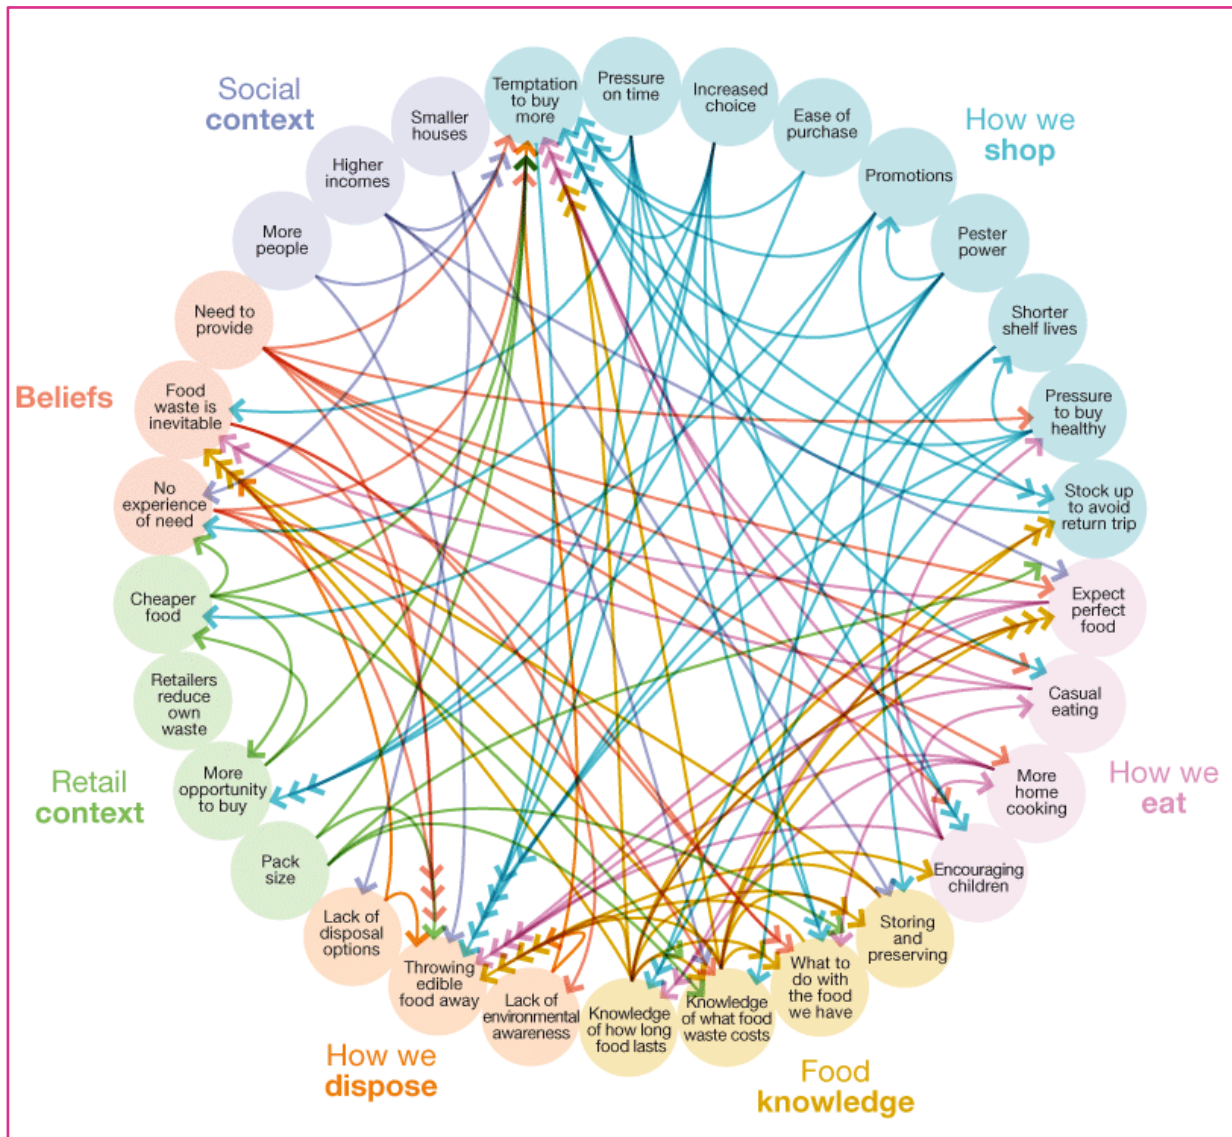 Social
context
Smaller
houses
Higher
incomes
More
people
Temptation
to buy
more
Pressure
on time
Increased
choice
Ease of
purchase
Promotions
Pester
power
Shorter
shelf lives
Pressure
to buy
healthy
Stock up
to avoid
return trip
How we
shop
Expect
perfect
food
Casual
eating
More
home
cooking
Encouraging
children
How we
eat
Storing
and
preserving
What to
do with
the food
we have
Knowledge
of what food
waste costs
Knowledge
of how long
food lasts
Food
knowledge
Lack of
environmental
awareness
Throwing
edible
food away
Lack of
disposal
options
How we
dispose
Pack
size
More
opportunity
to buy
Retailers
reduce
own
waste
Cheaper
food
Retail
context
No
experience
of need
Food
waste is
inevitable
Need to
provide
Beliefs